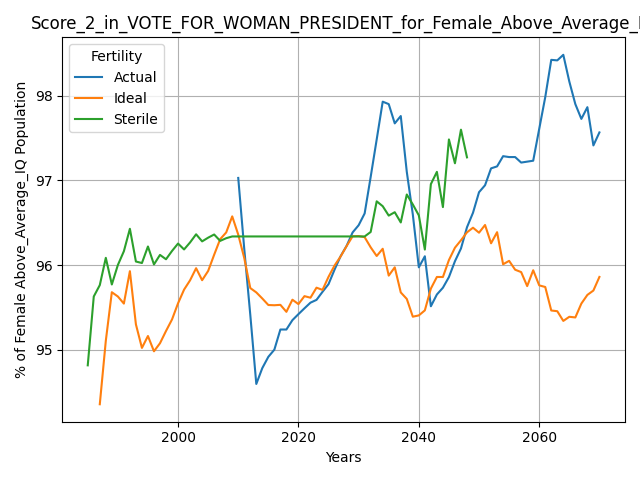 Score_2_in_VOTE_FOR_WOMAN_PRESIDENT_for_Female_Above_Average_I
Fertility
Actual
Ideal
Sterile
% of Female Above_Average_IQ Population
98
97
96
95
2000
2020
2040
2060
Years